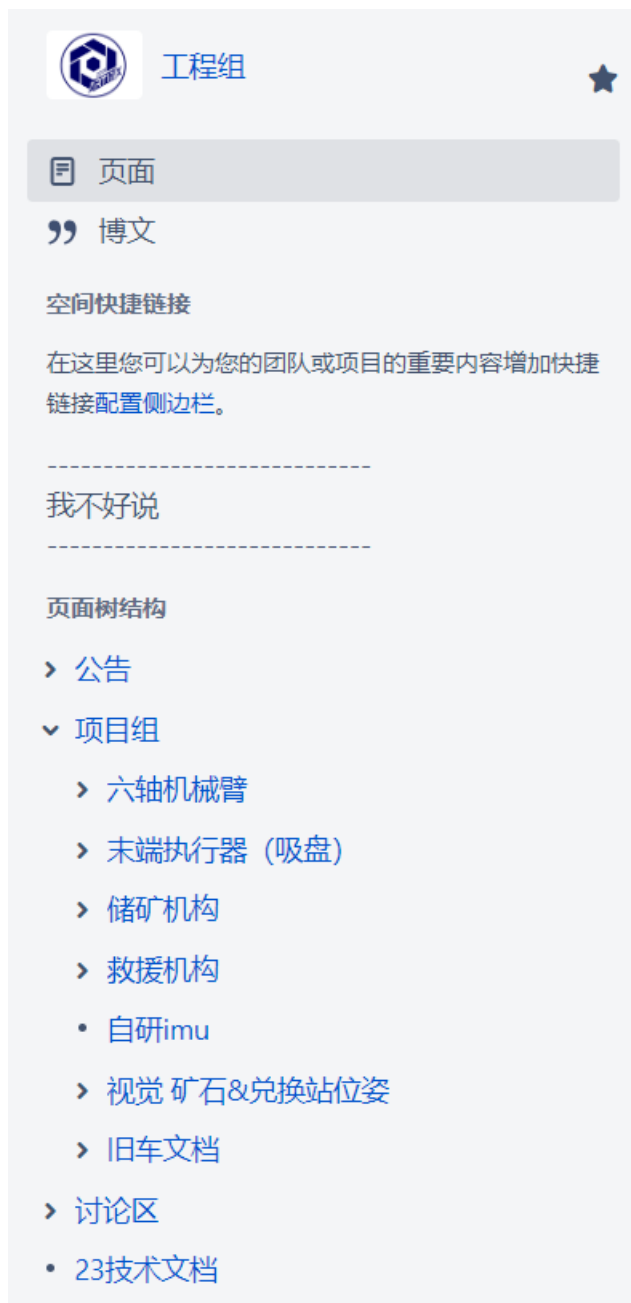 工程组
页面
博文
空间快捷链接
在这里您可以为您的团队或项目的重要内容增加快捷
链接配置侧边栏。
-----------------------------
我不好说
-----------------------------
页面树结构
公告
项目组
六轴机械臂
末端执行器（吸盘）
储矿机构
救援机构
自研imu
视觉 矿石&兑换站位姿
旧车文档
讨论区
23技术文档